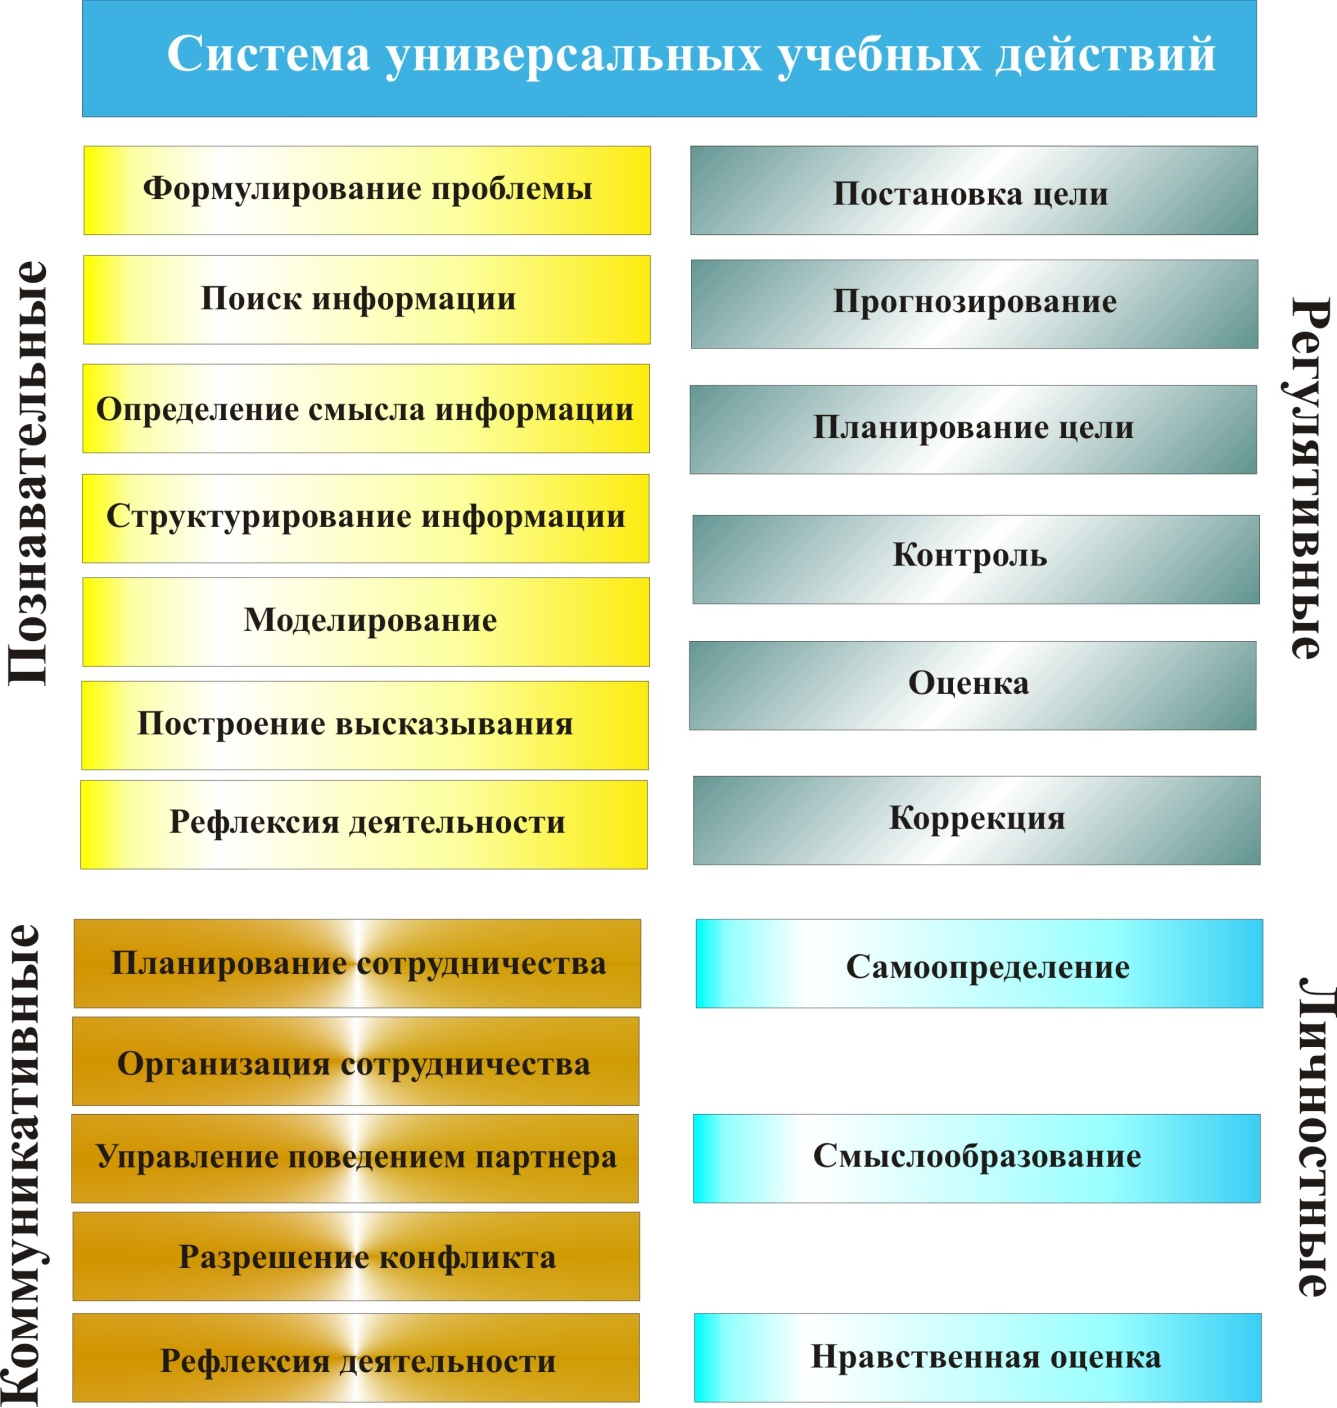 Система универсальных учебных действий
Познавательные
Формулирование проблемы
Поиск информации
Определение смысла информации
Структурирование информации
Моделирование
Построение высказывания
Рефлексия деятельности
Регулятивные
Постановка цели
Прогнозирование
Планирование цели
Контроль
Оценка
Коррекция
Коммуникативные
Планирование сотрудничества
Организация сотрудничества
Управление поведением партнера
Разрешение конфликта
Рефлексия деятельности
Личностные
Самоопределение
Смыслообразование
Нравственная оценка